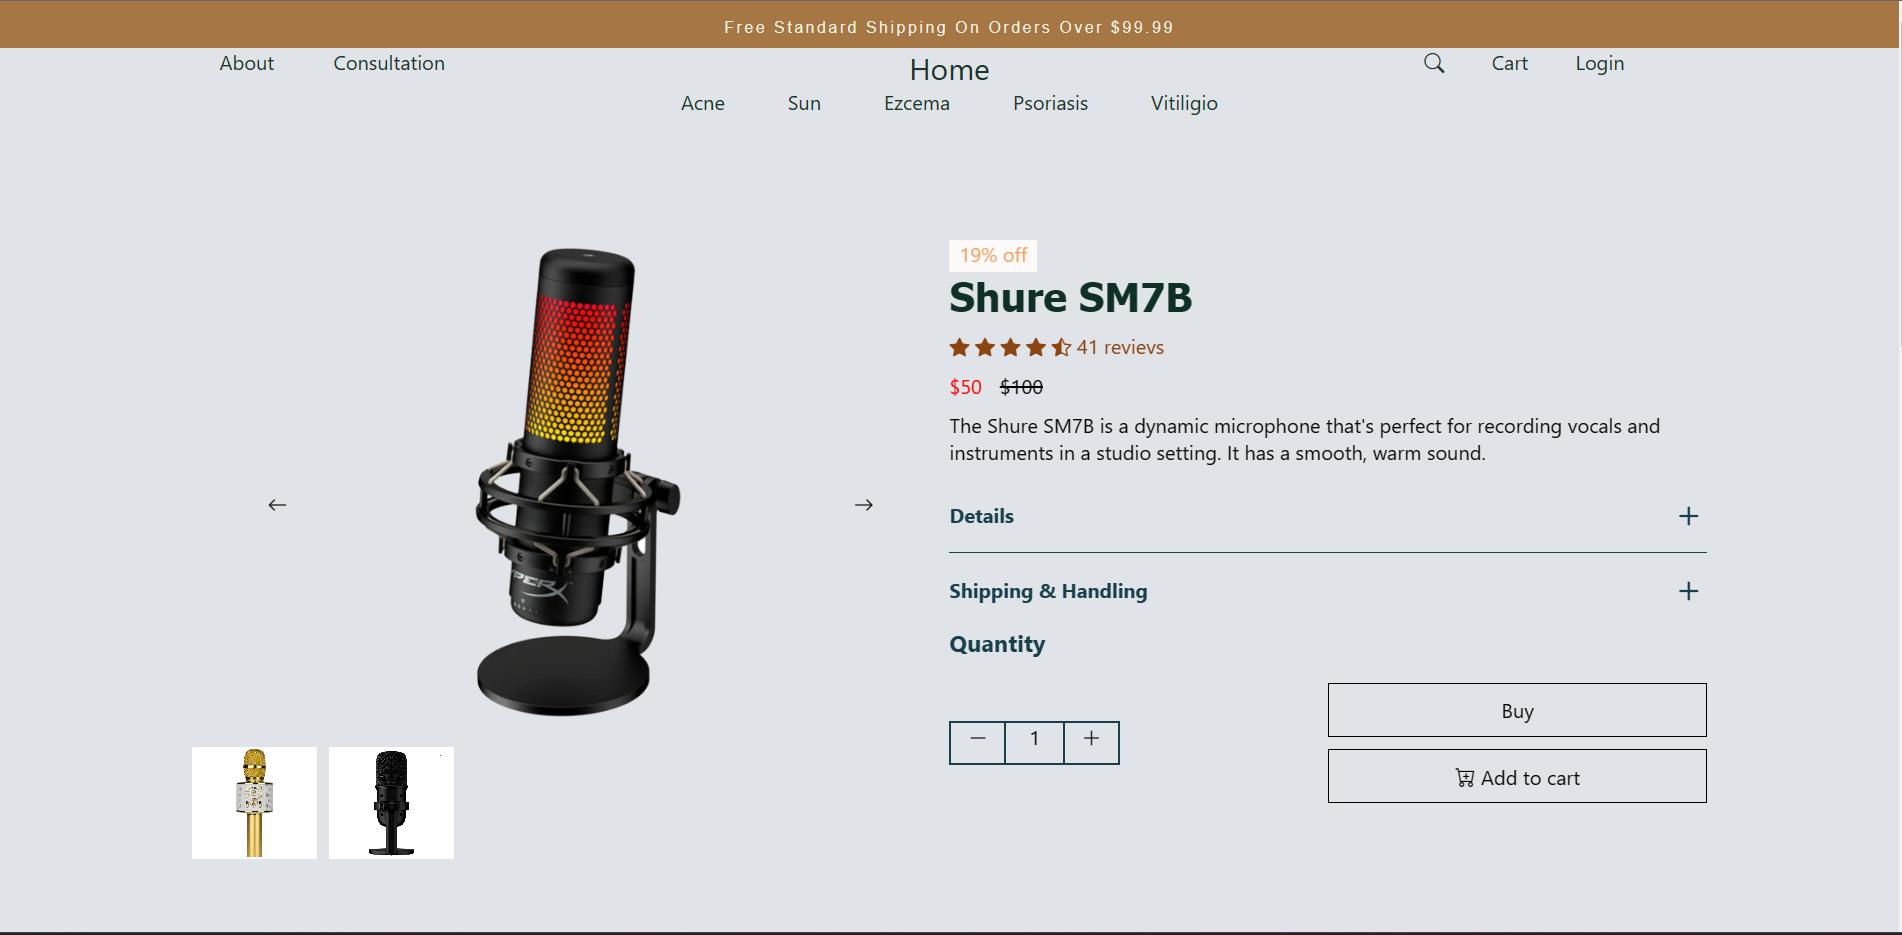 Free Standard Shipping On Orders Over $99.99
About Consultation Home Cart Login
Acne Sun Ezcema Psoriasis Vitiligio
19% off
Shure SM7B
41 revievs
$50 $100
The Shure SM7B is a dynamic microphone that's perfect for recording vocals and
instruments in a studio setting. It has a smooth, warm sound.
Details
Shipping & Handling
Quantity
Buy
1
Add to cart